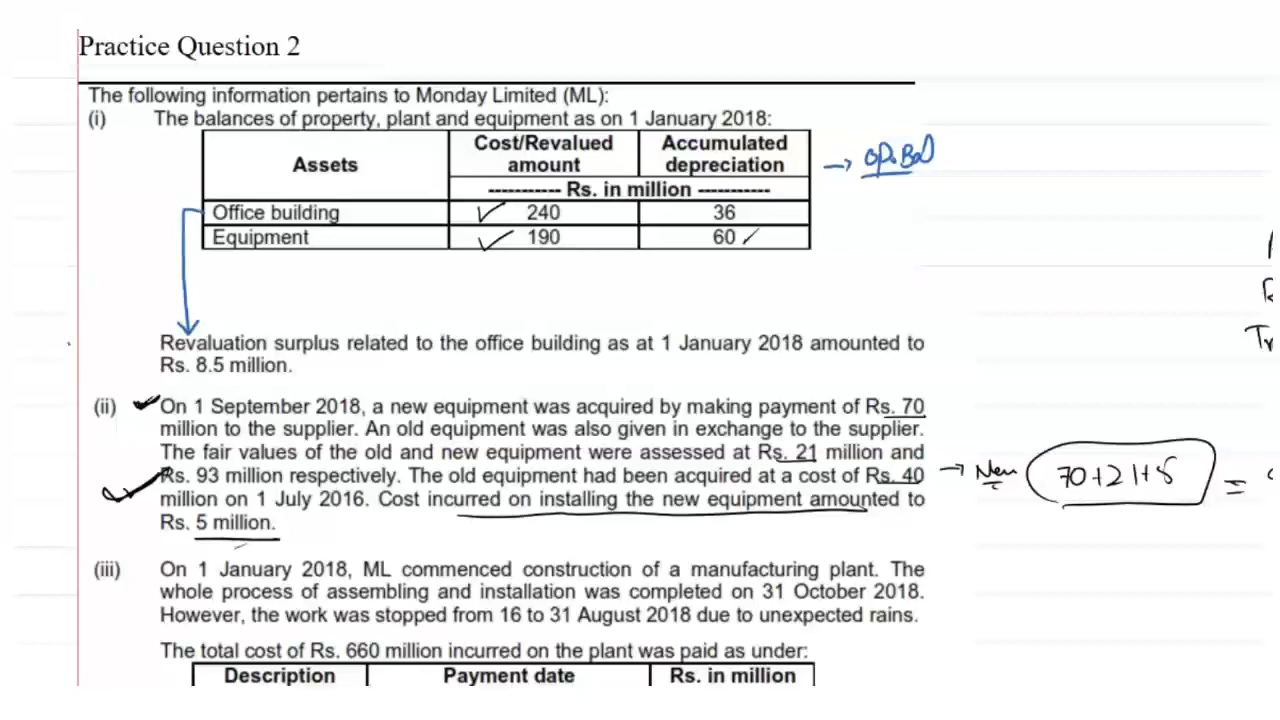 Practice Question 2
The following information pertains to Monday Limited (ML):
(i) The balances of property, plant and equipment as on 1 January 2018:
Assets Cost/Revalued amount Accumulated depreciation
----------- Rs. in million -----------
Office building 240 36
Equipment 190 60
→ OP. Bal
Revaluation surplus related to the office building as at 1 January 2018 amounted to
Rs. 8.5 million.
(ii) On 1 September 2018, a new equipment was acquired by making payment of Rs. 70
million to the supplier. An old equipment was also given in exchange to the supplier.
The fair values of the old and new equipment were assessed at Rs. 21 million and
Rs. 93 million respectively. The old equipment had been acquired at a cost of Rs. 40
million on 1 July 2016. Cost incurred on installing the new equipment amounted to
Rs. 5 million.
→ New 70+21+5 =
(iii) On 1 January 2018, ML commenced construction of a manufacturing plant. The
whole process of assembling and installation was completed on 31 October 2018.
However, the work was stopped from 16 to 31 August 2018 due to unexpected rains.
The total cost of Rs. 660 million incurred on the plant was paid as under:
Description Payment date Rs. in million